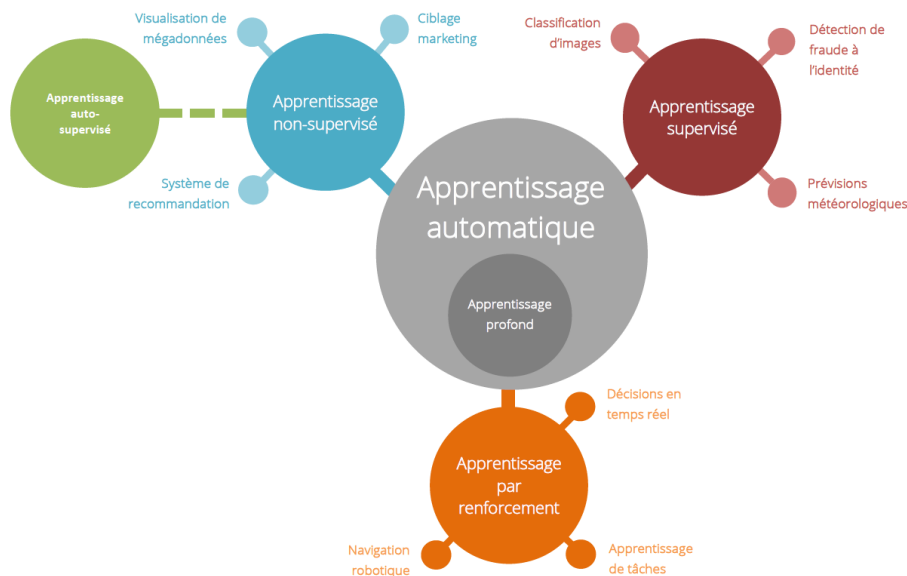 Visualisation de
mégadonnées
Ciblage
marketing
Apprentissage
auto-
supervisé
Apprentissage
non-supervisé
Système de
recommandation
Classification
d'images
Détection de
fraude à
l'identité
Apprentissage
supervisé
Prévisions
météorologiques
Apprentissage
automatique
Apprentissage
profond
Décisions en
temps réel
Apprentissage
par
renforcement
Navigation
robotique
Apprentissage
de tâches